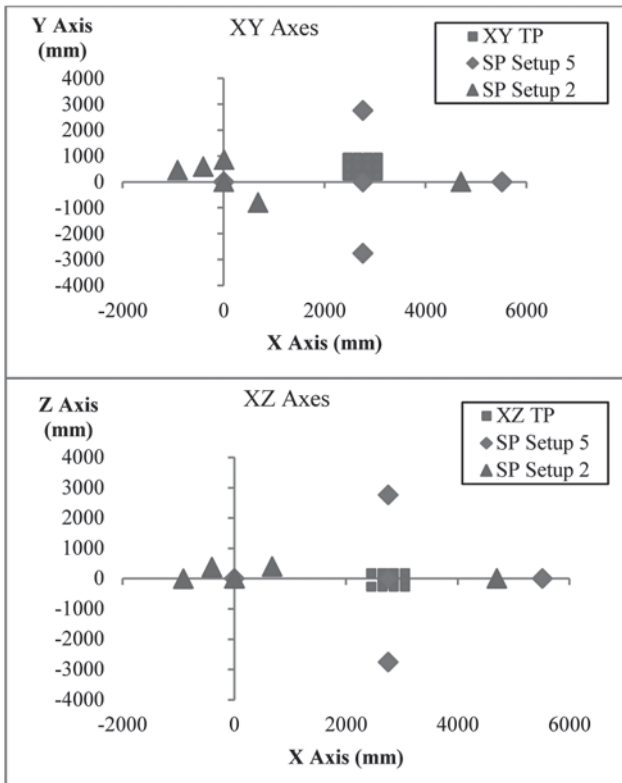 Y Axis
(mm)
XY Axes
XY TP
SP Setup 5
SP Setup 2
4000
3000
2000
1000
0
-1000
-2000
-3000
-4000
-2000 0 2000 4000 6000
X Axis (mm)
Z Axis
(mm)
XZ Axes
XZ TP
SP Setup 5
SP Setup 2
4000
3000
2000
1000
0
-1000
-2000
-3000
-4000
-2000 0 2000 4000 6000
X Axis (mm)